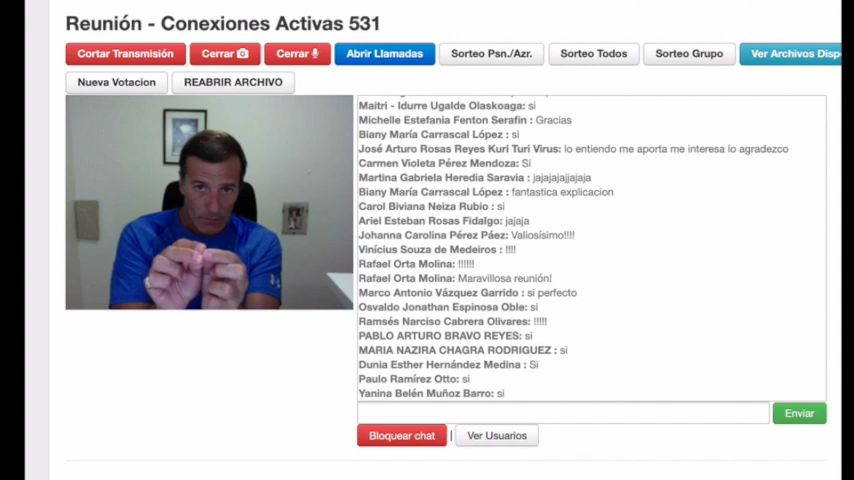 Reunión - Conexiones Activas 531
Cortar Transmisión Cerrar Cerrar Abrir Llamadas Sorteo Psn./Azr. Sorteo Todos Sorteo Grupo Ver Archivos Disp
Nueva Votacion REABRIR ARCHIVO
Maitri - Idurre Ugalde Olaskoaga: si
Michelle Estefania Fenton Serafin : Gracias
Biany María Carrascal López : si
José Arturo Rosas Reyes Kuri Turi Virus: lo entiendo me aporta me interesa lo agradezco
Carmen Violeta Pérez Mendoza: Si
Martina Gabriela Heredia Saravia : jajajajajjajaja
Biany María Carrascal López : fantastica explicacion
Carol Biviana Neiza Rubio : si
Ariel Esteban Rosas Fidalgo: jajaja
Johanna Carolina Pérez Páez: Valiosísimo!!!!
Vinícius Souza de Medeiros : !!!!
Rafael Orta Molina: !!!!!!
Rafael Orta Molina: Maravillosa reunión!
Marco Antonio Vázquez Garrido : si perfecto
Osvaldo Jonathan Espinosa Oble: si
Ramsés Narciso Cabrera Olivares: !!!!!
PABLO ARTURO BRAVO REYES: si
MARIA NAZIRA CHAGRA RODRIGUEZ : si
Dunia Esther Hernández Medina : Si
Paulo Ramírez Otto: si
Yanina Belén Muñoz Barro: si
Enviar
Bloquear chat | Ver Usuarios